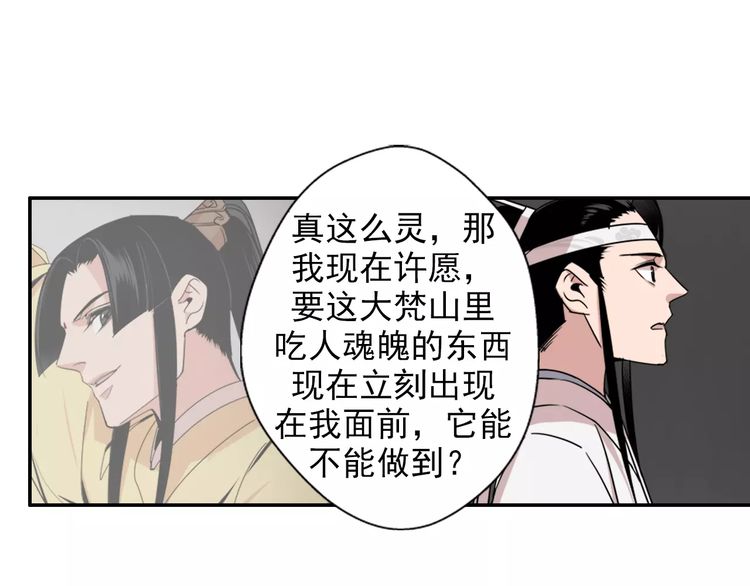 真这么灵，那
我现在许愿，
要这大梵山里
吃人魂魄的东西
现在立刻出现
在我面前，它能
不能做到？